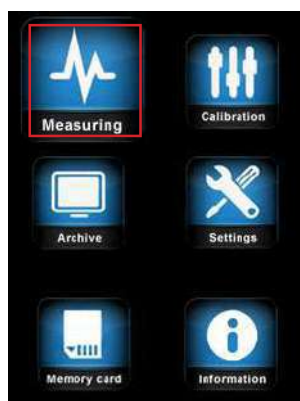 Measuring
Calibration
Archive
Settings
Memory card
Information